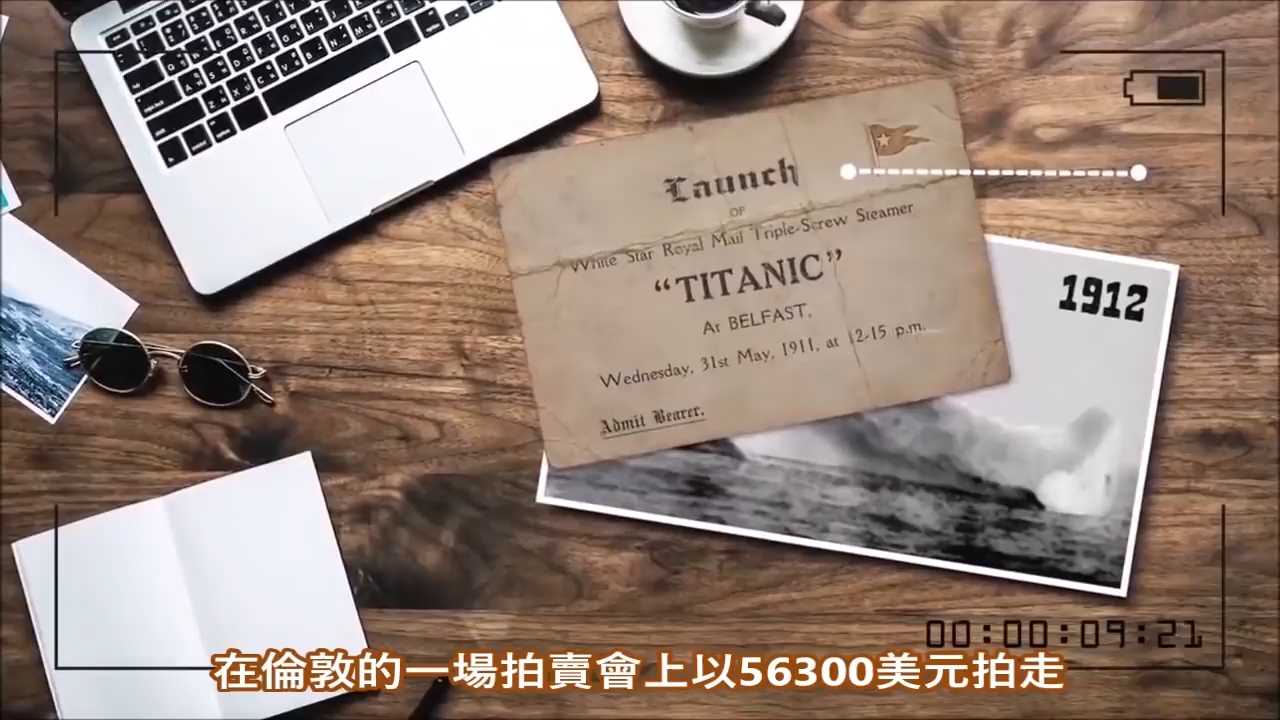 Launch
OF
White Star Royal Mail Triple-Screw Steamer
“TITANIC”
At BELFAST,
Wednesday, 31st May, 1911, at 12-15 p.m.
Admit Bearer.
1912
00:00:09:21
在倫敦的一場拍賣會上以56300美元拍走